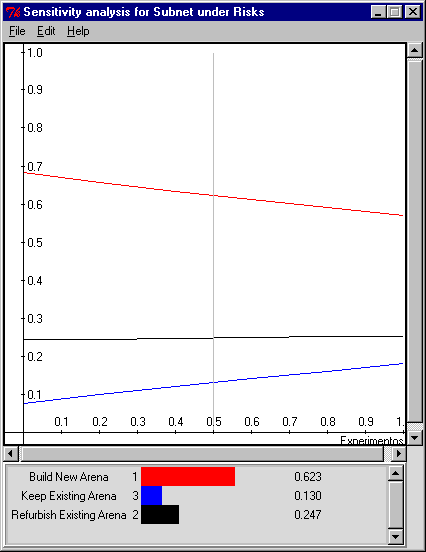 Sensitivity analysis for Subnet under Risks
File Edit Help
1.0
0.9
0.8
0.7
0.6
0.5
0.4
0.3
0.2
0.1
0.1 0.2 0.3 0.4 0.5 0.6 0.7 0.8 0.9 1.
Experimentos
Build New Arena 1 0.623
Keep Existing Arena 3 0.130
Refurbish Existing Arena 2 0.247